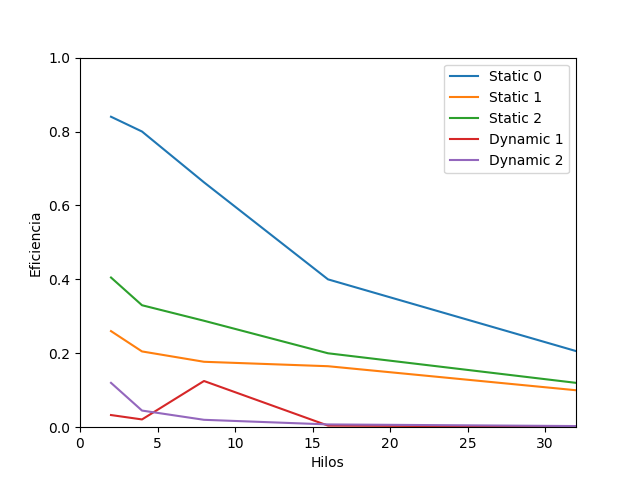 1.0
0.8
0.6
0.4
0.2
0.0
Eficiencia
0 5 10 15 20 25 30
Hilos
Static 0
Static 1
Static 2
Dynamic 1
Dynamic 2